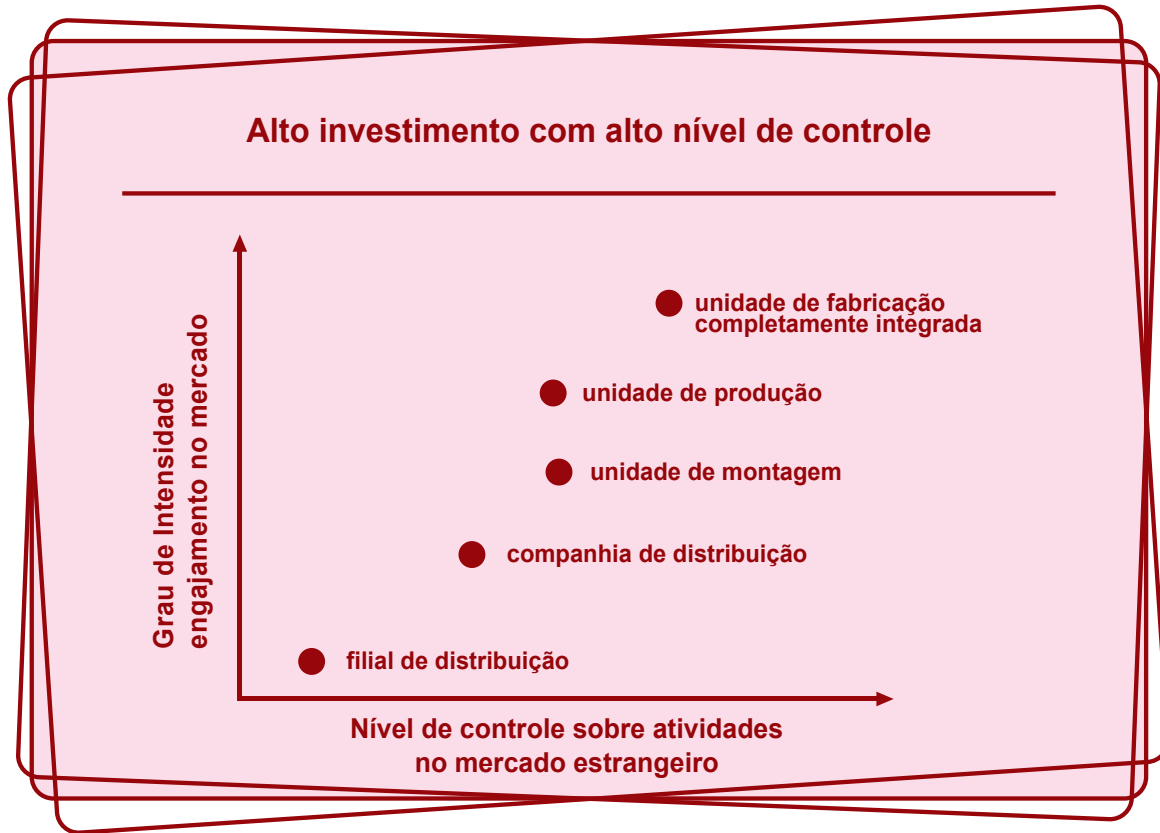 Alto investimento com alto nível de controle
Grau de Intensidade
engajamento no mercado
unidade de fabricação
completamente integrada
unidade de produção
unidade de montagem
companhia de distribuição
filial de distribuição
Nível de controle sobre atividades
no mercado estrangeiro